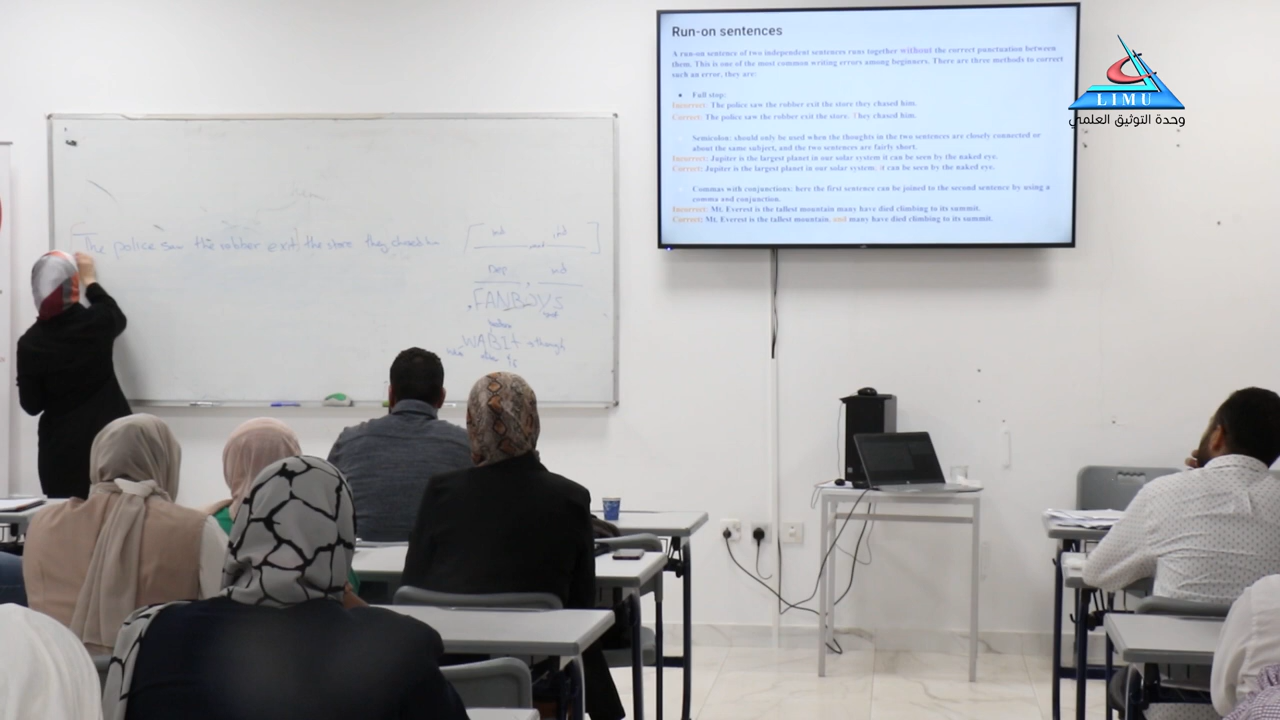 Run-on sentences
A run-on sentence of two independent sentences runs together without the correct punctuation between
them. This is one of the most common writing errors among beginners. There are three methods to correct
such an error, they are:
Full stop:
Incorrect: The police saw the robber exit the store they chased him.
Correct: The police saw the robber exit the store. They chased him.
Semicolon: should only be used when the thoughts in the two sentences are closely connected or
about the same subject, and the two sentences are fairly short.
Incorrect: Jupiter is the largest planet in our solar system it can be seen by the naked eye.
Correct: Jupiter is the largest planet in our solar system; it can be seen by the naked eye.
Commas with conjunctions: here the first sentence can be joined to the second sentence by using a
comma and conjunction.
Incorrect: Mt. Everest is the tallest mountain many have died climbing to its summit.
Correct: Mt. Everest is the tallest mountain, and many have died climbing to its summit.
LIMU
وحدة التوثيق العلمي
The police saw the robber exit the store they chased him
ind ind
Dep , ind
FANBOYS
WABIt though